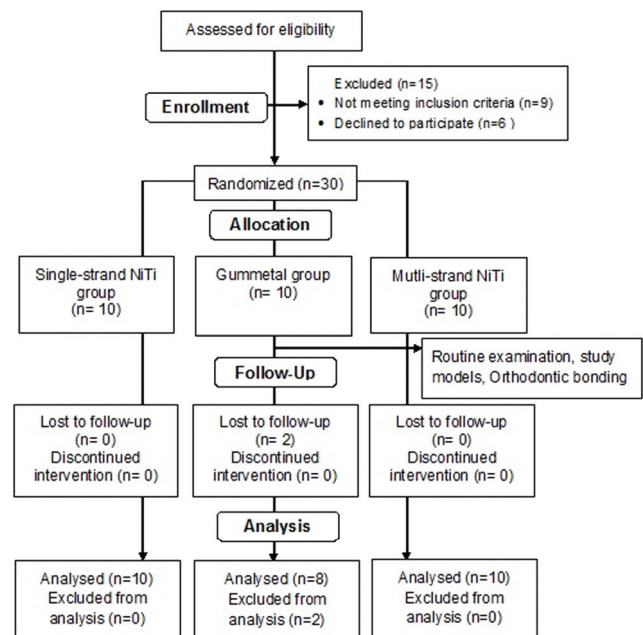 Assessed for eligibility
Enrollment
Excluded (n=15)
• Not meeting inclusion criteria (n=9)
• Declined to participate (n=6 )
Randomized (n=30)
Allocation
Single-strand NiTi
group
(n= 10)
Gummetal group
(n= 10)
Mutli-strand NiTi
group
(n= 10)
Routine examination, study
models, Orthodontic bonding
Follow-Up
Lost to follow-up
(n= 0)
Discontinued
intervention (n= 0)
Lost to follow-up
(n= 2)
Discontinued
intervention (n= 0)
Lost to follow-up
(n= 0)
Discontinued
intervention (n= 0)
Analysis
Analysed (n=10)
Excluded from
analysis (n=0)
Analysed (n=8)
Excluded from
analysis (n=2)
Analysed (n=10)
Excluded from
analysis (n=0)